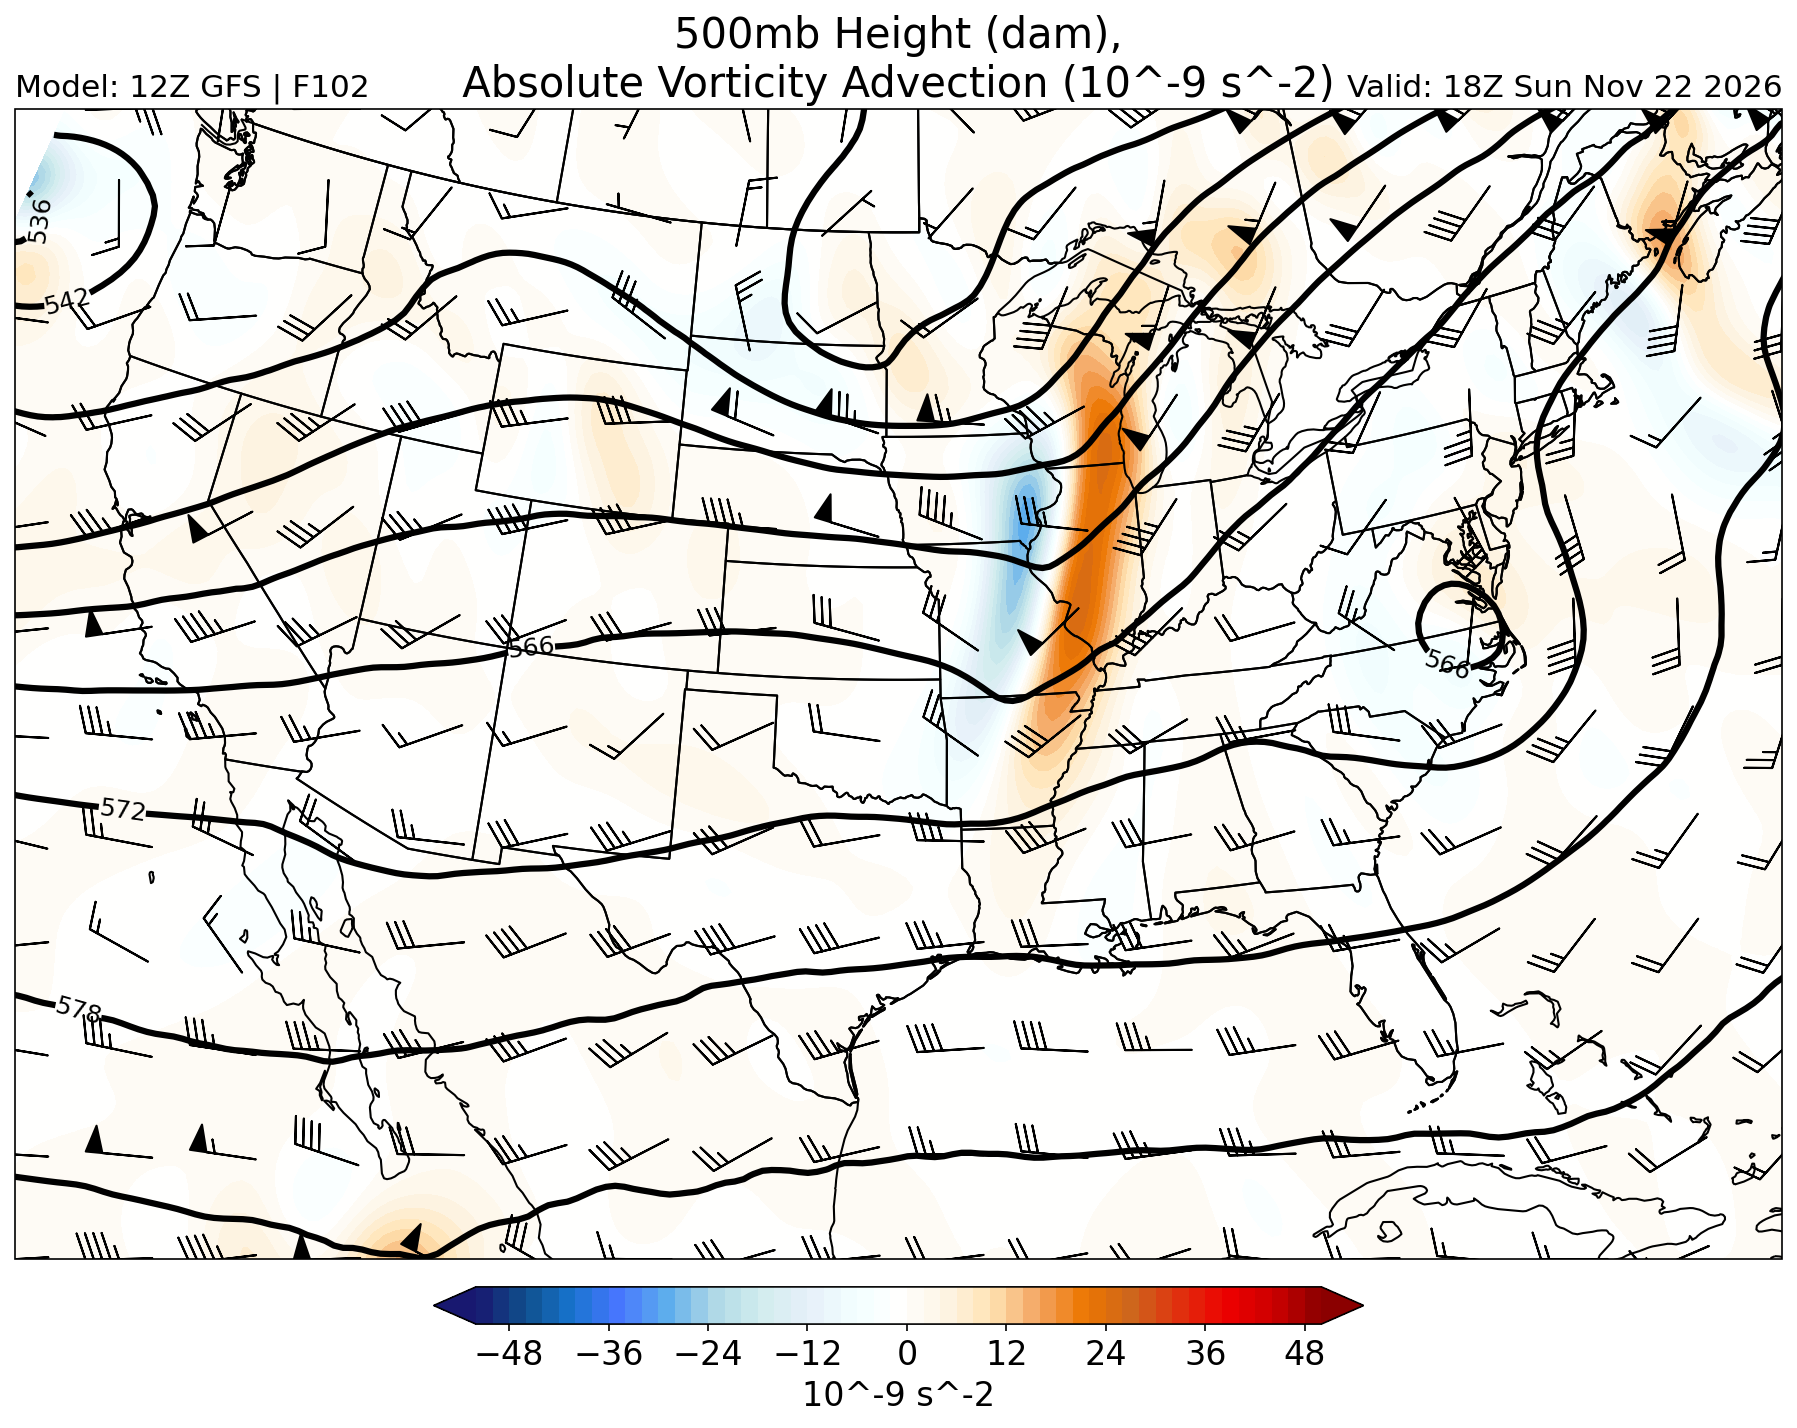 500mb Height (dam),
Model: 12Z GFS | F102
Absolute Vorticity Advection (10^-9 s^-2)
Valid: 18Z Sun Nov 22 2026
536
542
566
566
572
578
−48 −36 −24 −12 0 12 24 36 48
10^-9 s^-2